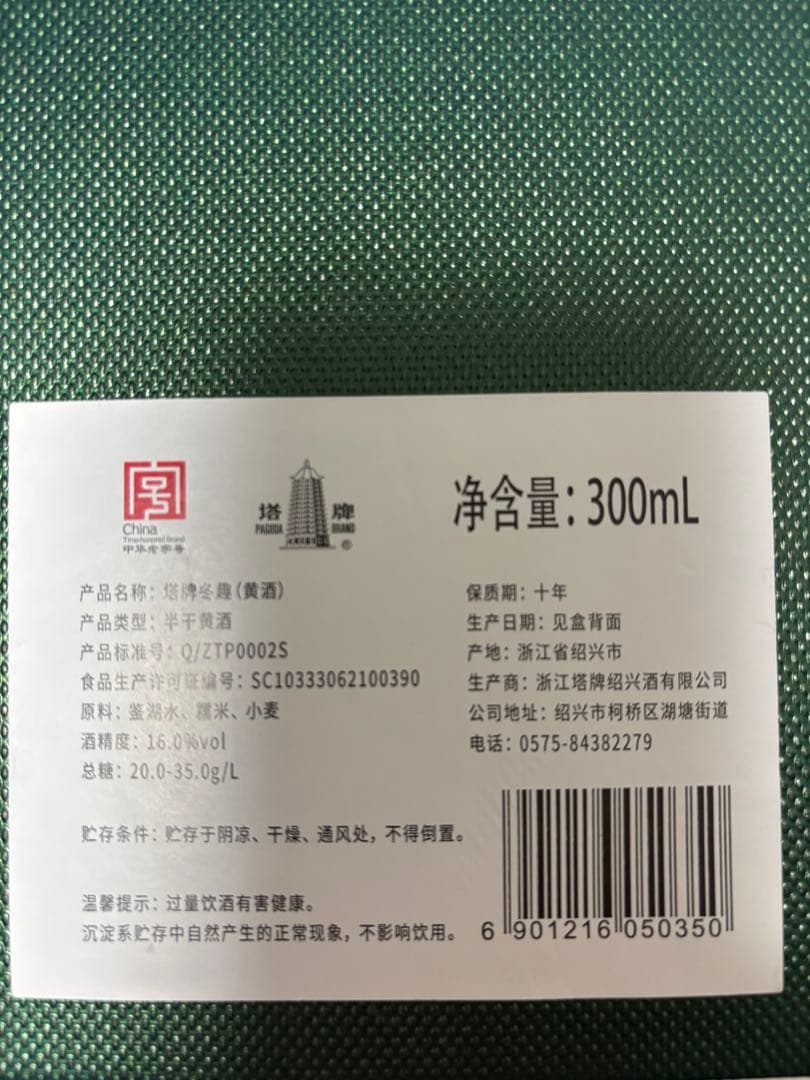 China
Time-honored Brand
中华老字号
塔牌
PAGODA BRAND
®
净含量：300mL
产品名称：塔牌冬趣(黄酒)
产品类型：半干黄酒
产品标准号：Q/ZTP0002S
食品生产许可证编号：SC10333062100390
原料：鉴湖水、糯米、小麦
酒精度：16.0%vol
总糖：20.0-35.0g/L
保质期：十年
生产日期：见盒背面
产地：浙江省绍兴市
生产商：浙江塔牌绍兴酒有限公司
公司地址：绍兴市柯桥区湖塘街道
电话：0575-84382279
贮存条件：贮存于阴凉、干燥、通风处，不得倒置。
温馨提示：过量饮酒有害健康。
沉淀系贮存中自然产生的正常现象，不影响饮用。
6 901216 050350